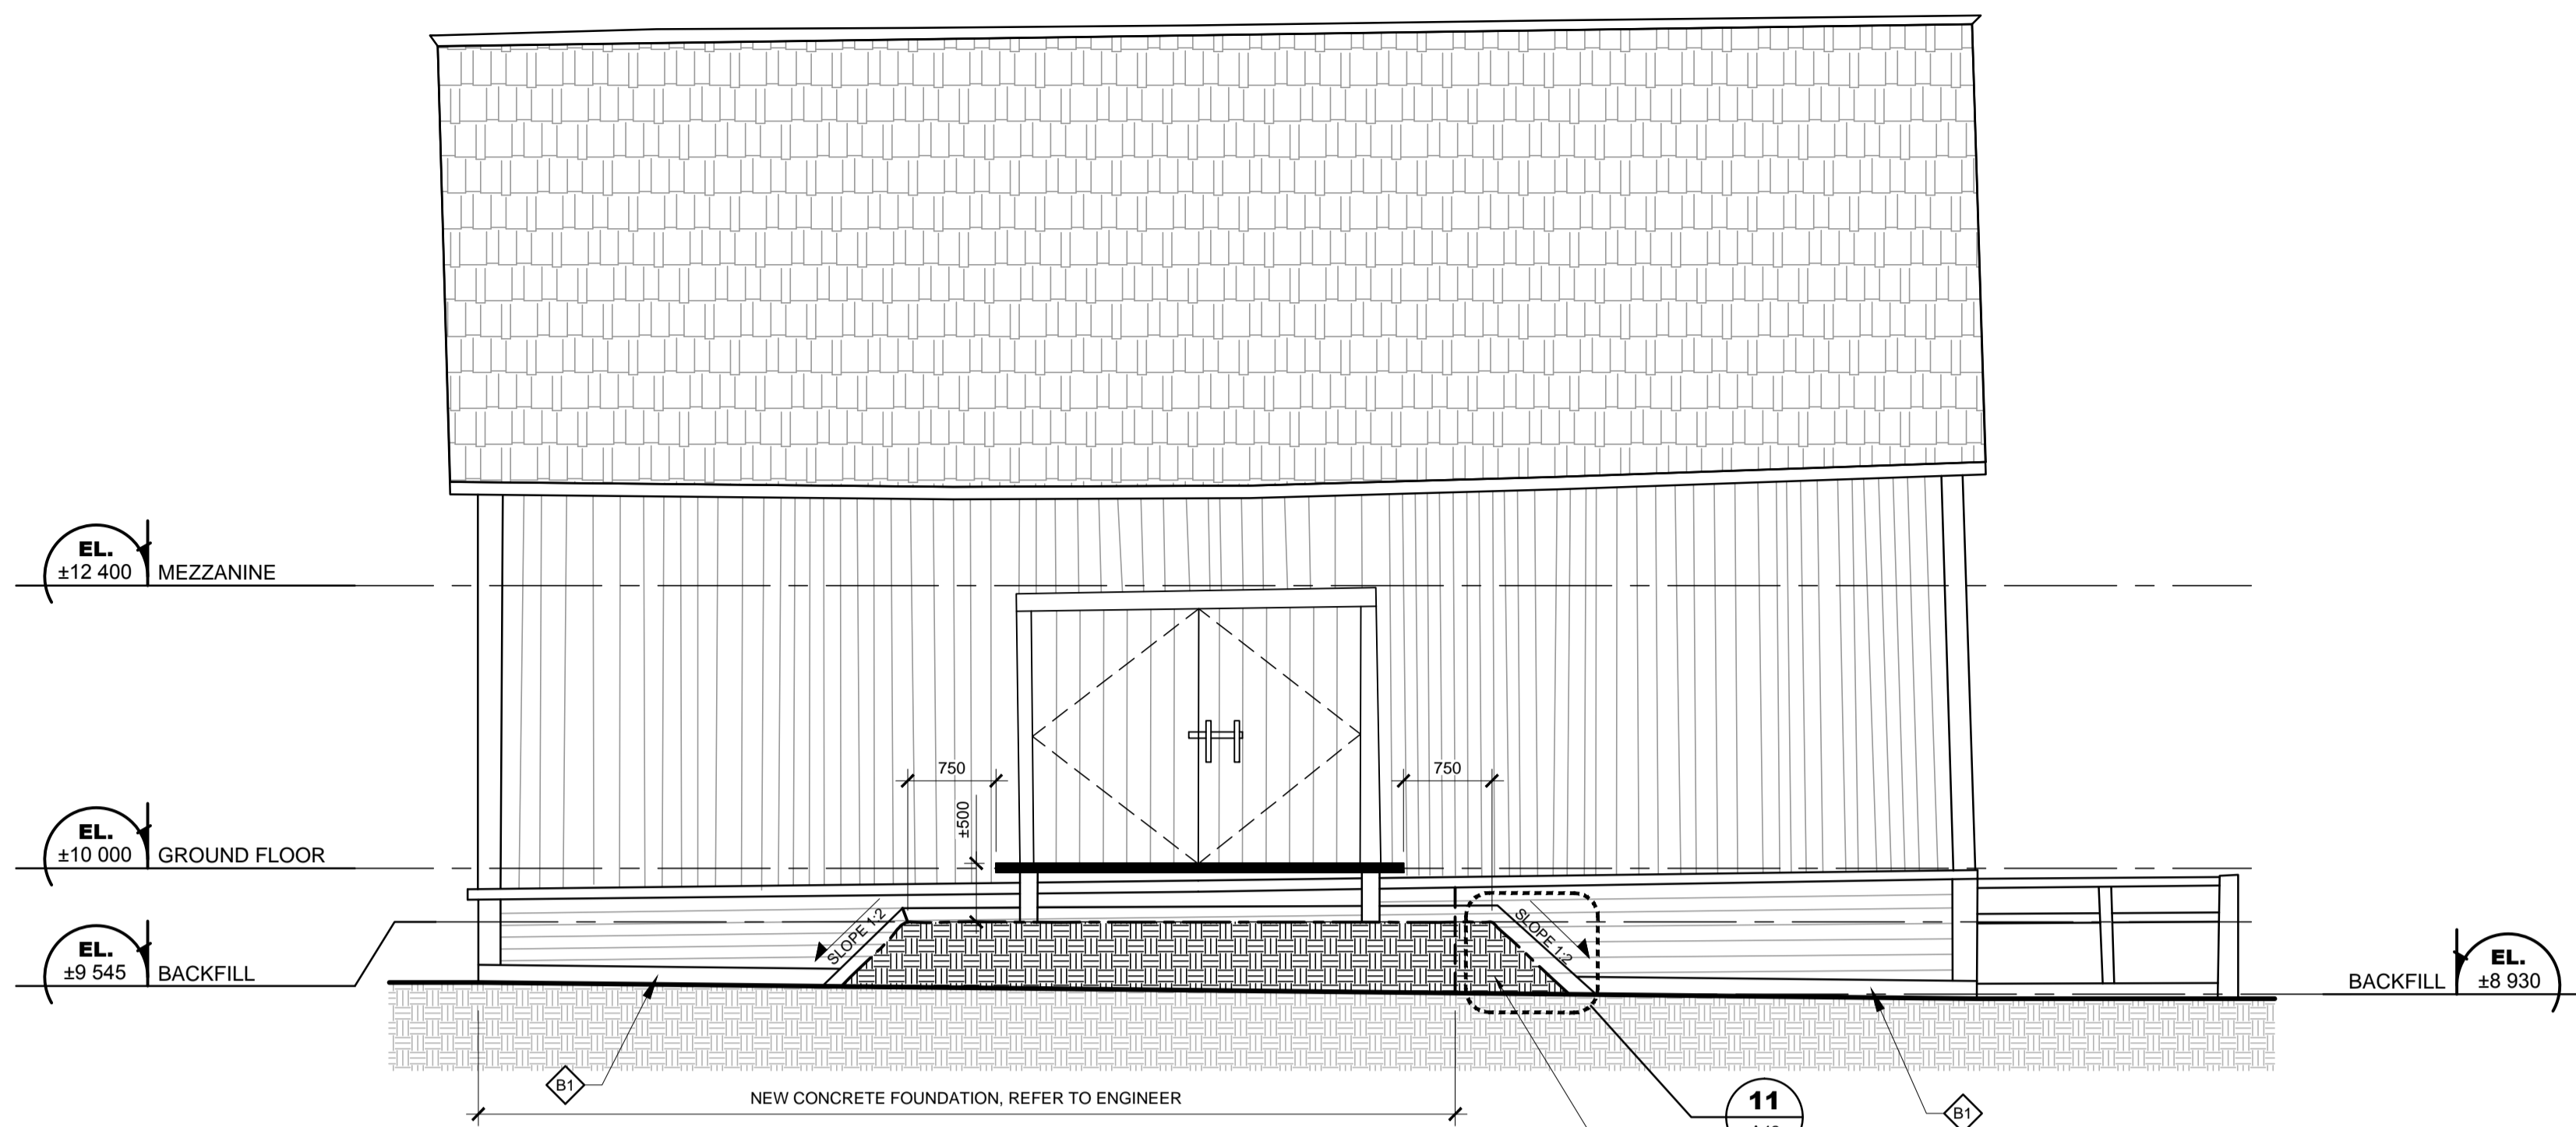 EL.
±12 400
MEZZANINE
750
750
±500
EL.
±10 000
GROUND FLOOR
SLOPE 1:2
SLOPE 1:2
EL.
±9 545
BACKFILL
BACKFILL
EL.
±8 930
B1
NEW CONCRETE FOUNDATION, REFER TO ENGINEER
11
B1